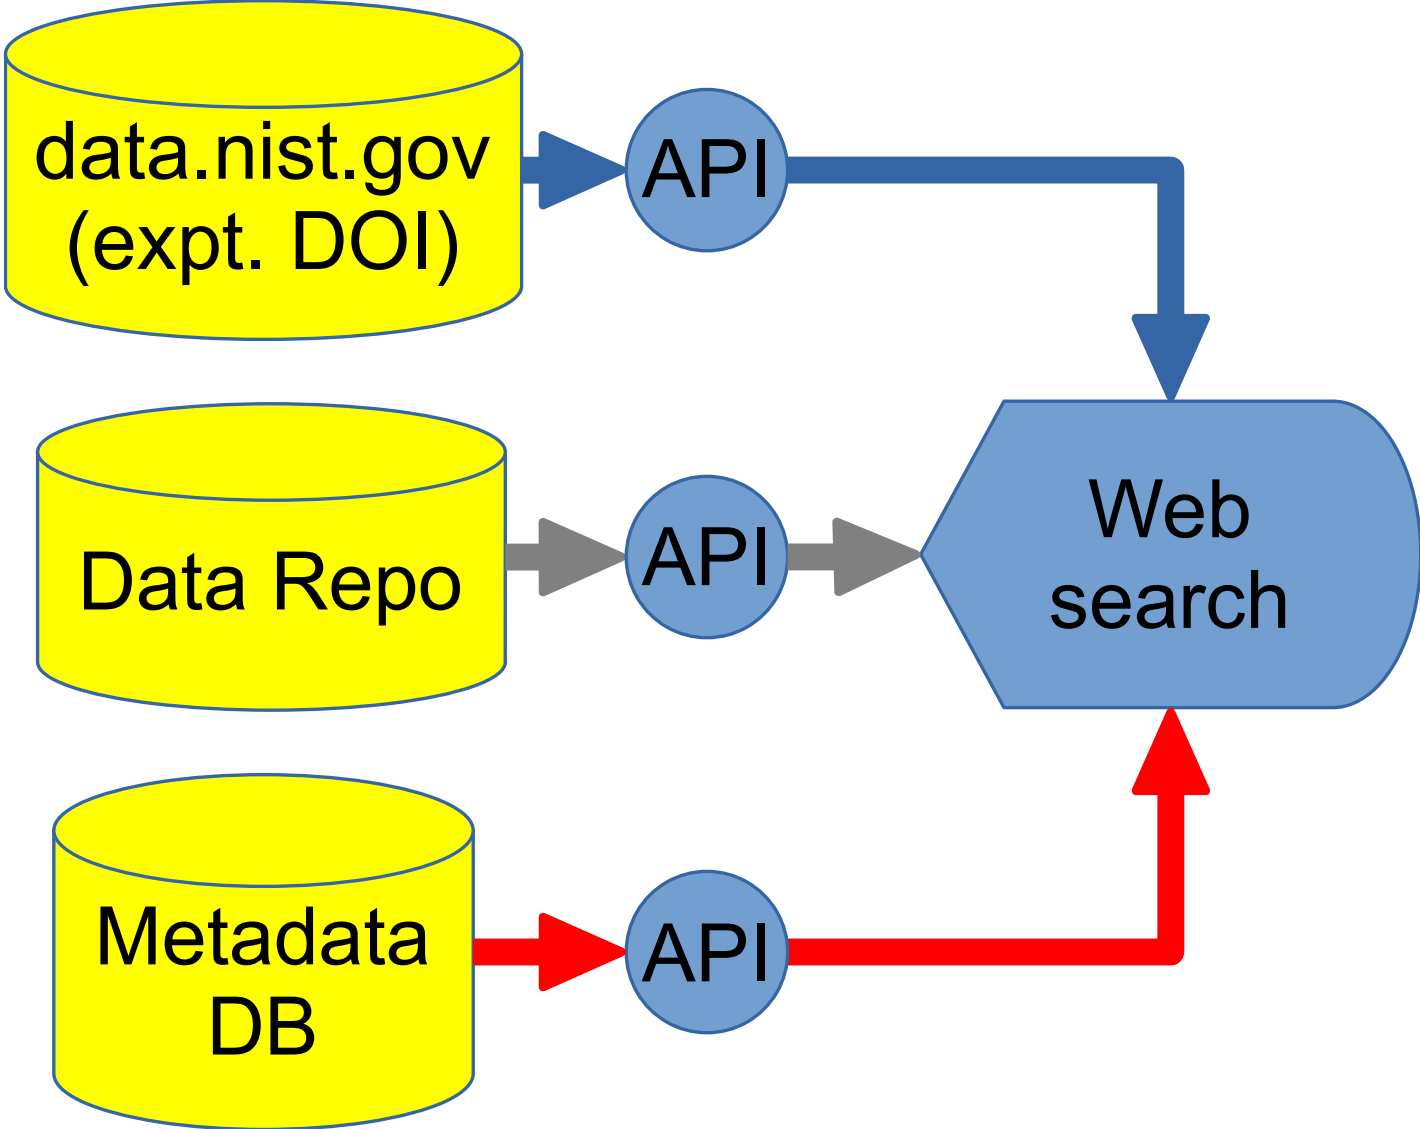 data.nist.gov
(expt. DOI)
API
Data Repo
API
Web
search
Metadata
DB
API